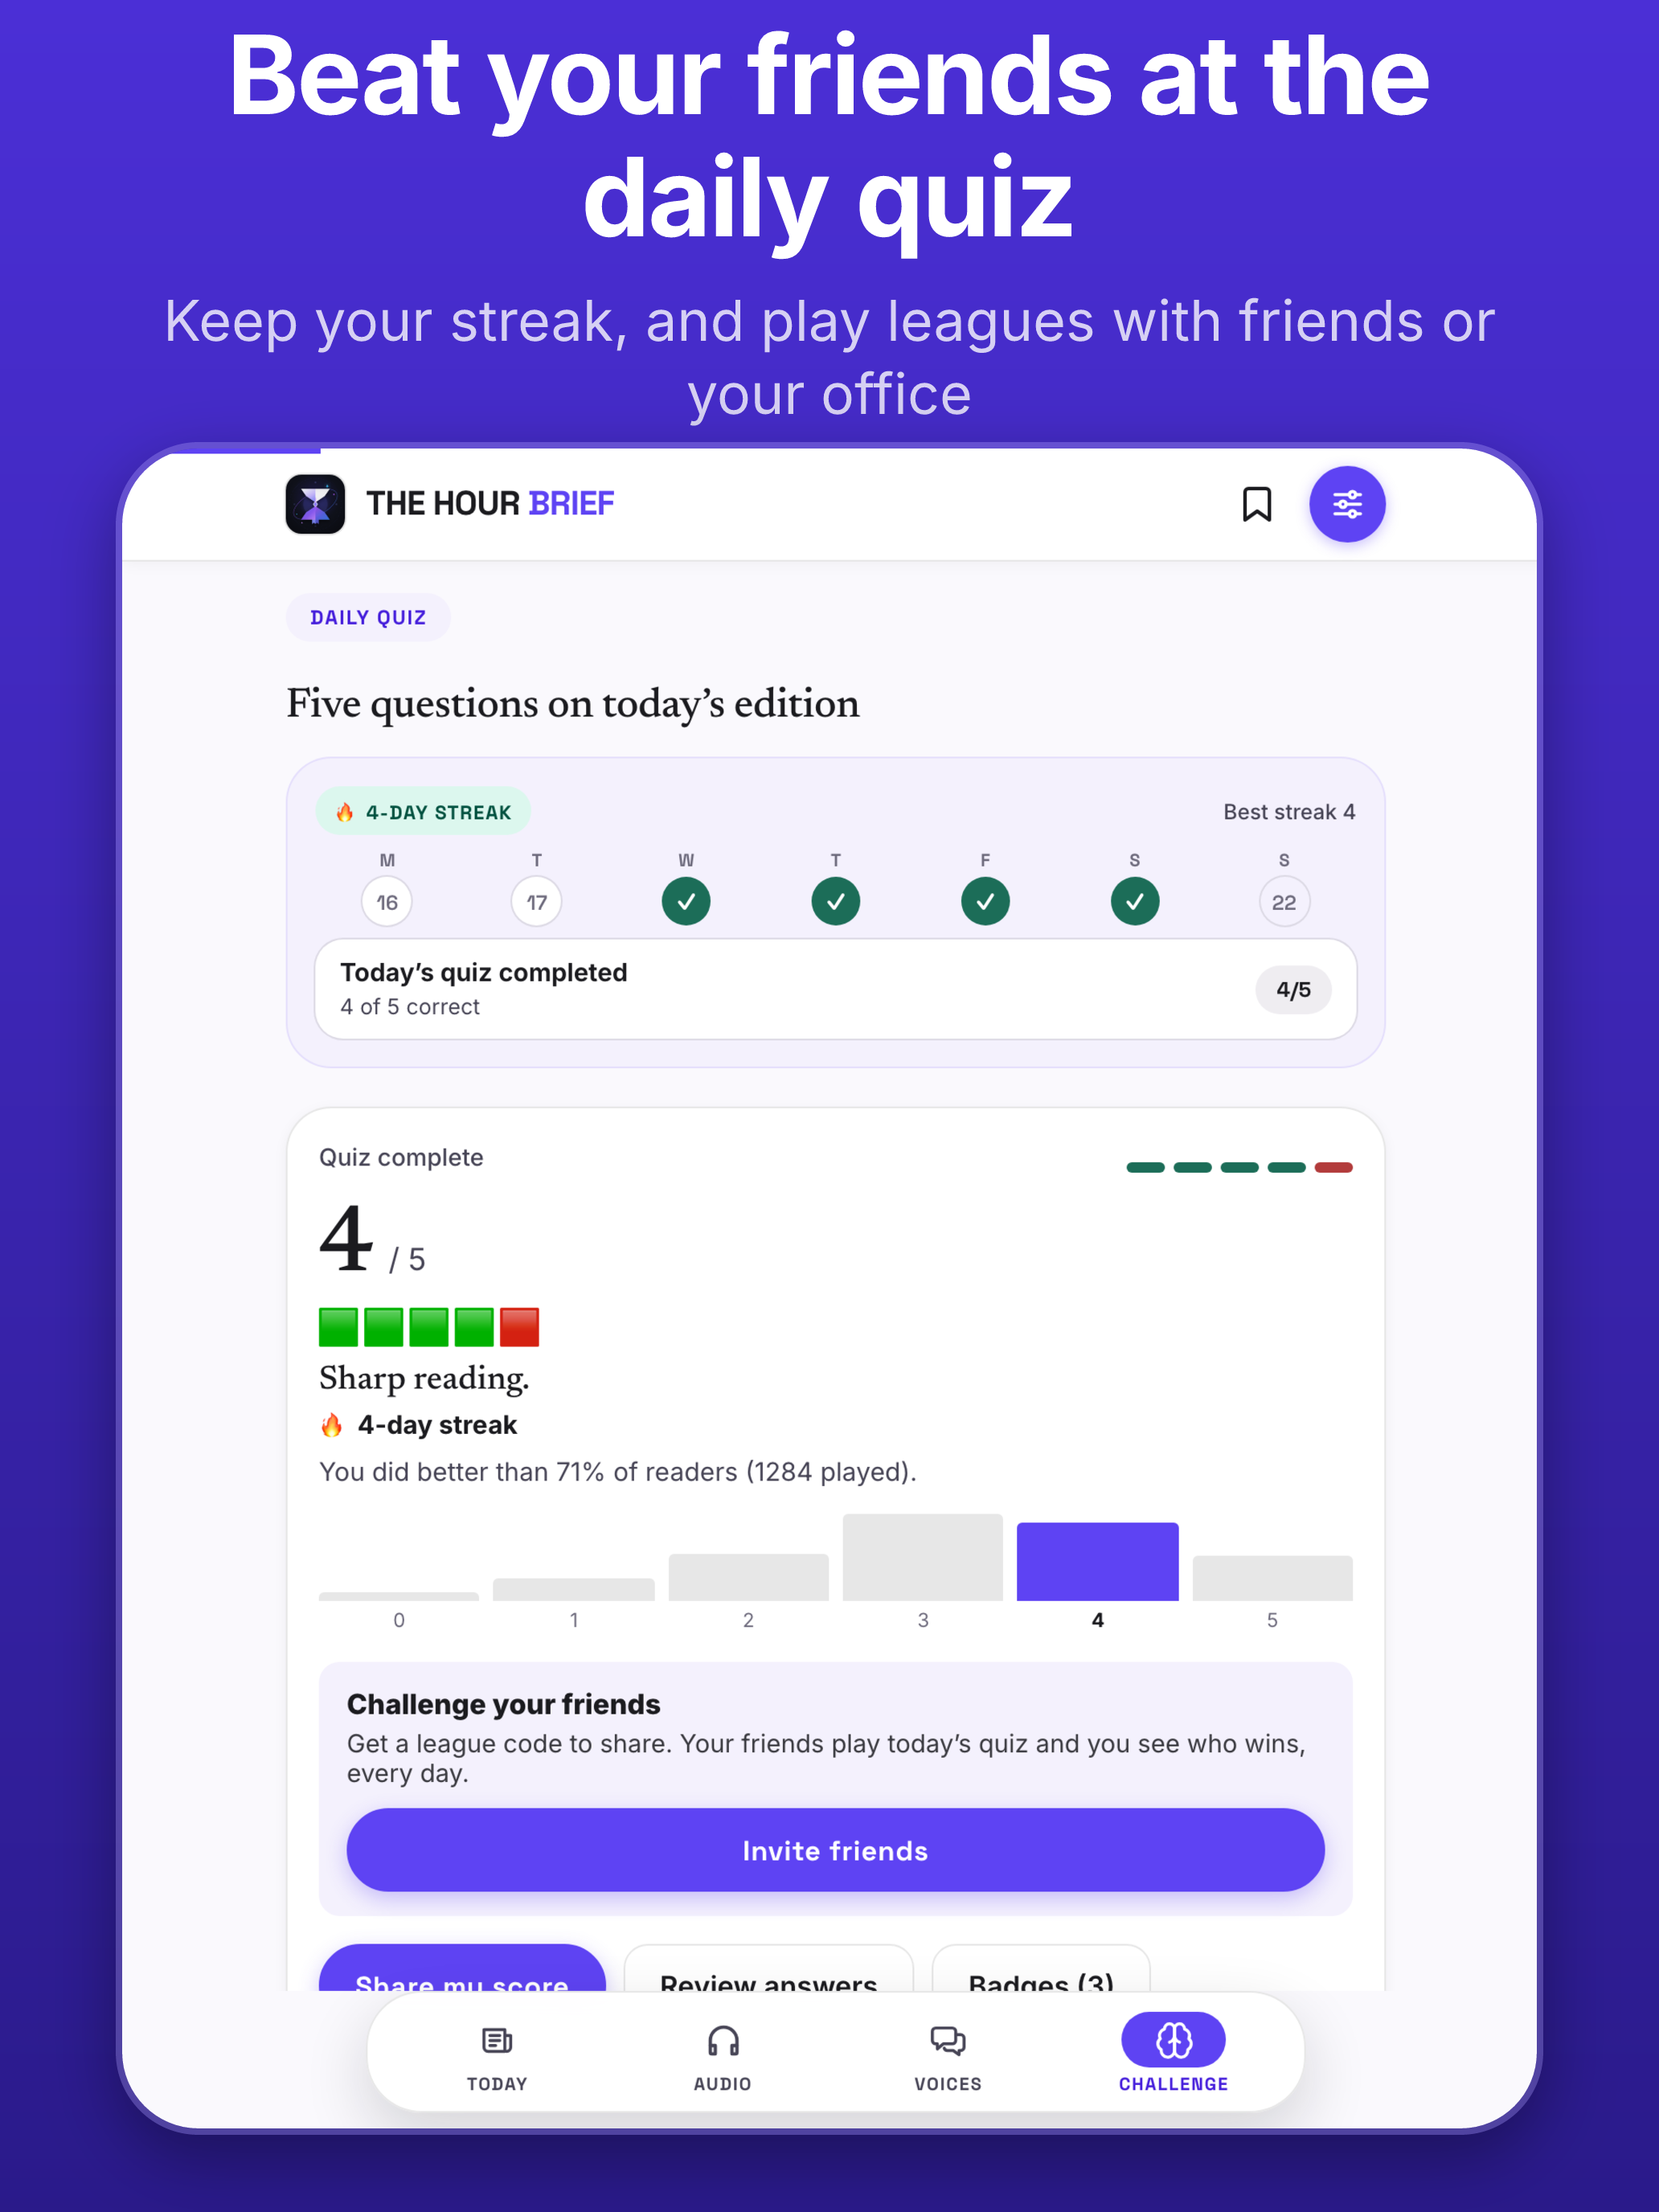 Beat your friends at the
daily quiz
Keep your streak, and play leagues with friends or
your office
THE HOUR BRIEF
DAILY QUIZ
Five questions on today’s edition
🔥 4-DAY STREAK
Best streak 4
M T W T F S S
16 17 22
Today’s quiz completed
4 of 5 correct
4/5
Quiz complete
4 / 5
Sharp reading.
🔥 4-day streak
You did better than 71% of readers (1284 played).
0 1 2 3 4 5
Challenge your friends
Get a league code to share. Your friends play today’s quiz and you see who wins,
every day.
Invite friends
Share my score
Review answers
Badges (3)
TODAY
AUDIO
VOICES
CHALLENGE